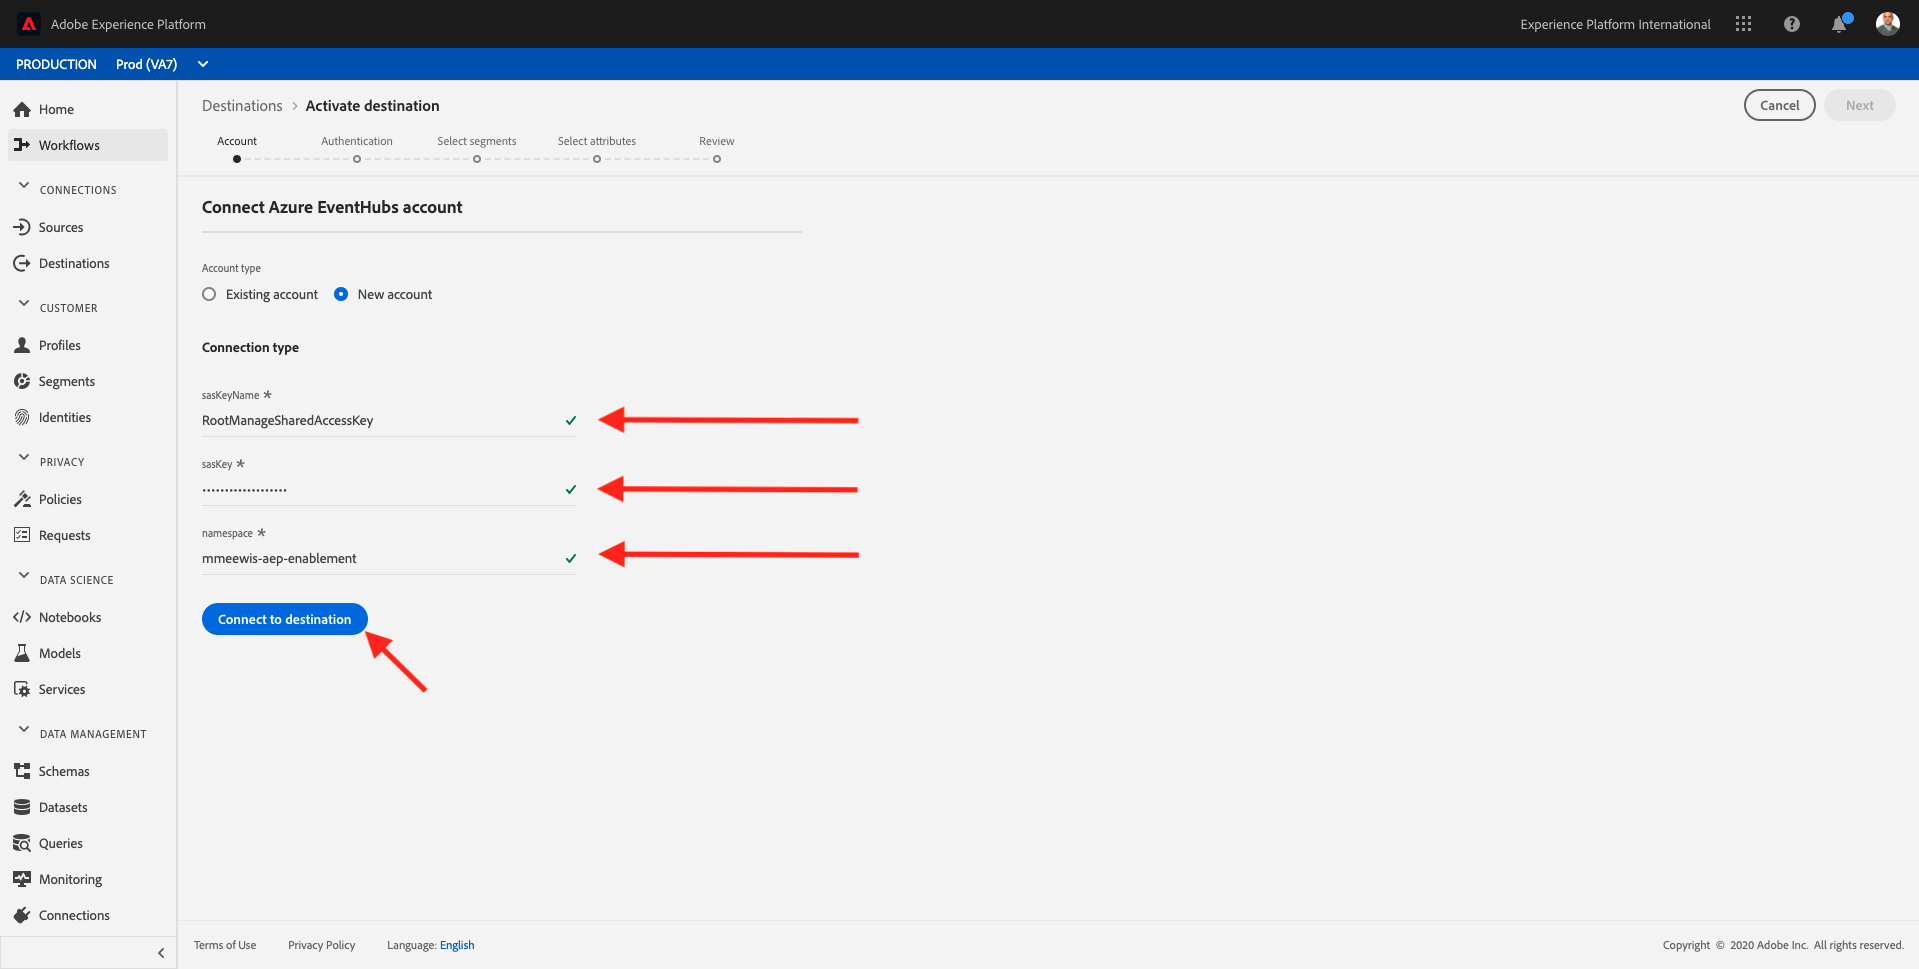 Adobe Experience Platform
Experience Platform International
PRODUCTION Prod (VA7)
Home
Workflows
CONNECTIONS
Sources
Destinations
CUSTOMER
Profiles
Segments
Identities
PRIVACY
Policies
Requests
DATA SCIENCE
Notebooks
Models
Services
DATA MANAGEMENT
Schemas
Datasets
Queries
Monitoring
Connections
Destinations > Activate destination
Cancel Next
Account Authentication Select segments Select attributes Review
Connect Azure EventHubs account
Account type
Existing account New account
Connection type
sasKeyName *
RootManageSharedAccessKey
sasKey *
•••••••••••••••••••
namespace *
mmeewis-aep-enablement
Connect to destination
Terms of Use Privacy Policy Language: English
Copyright © 2020 Adobe Inc. All rights reserved.